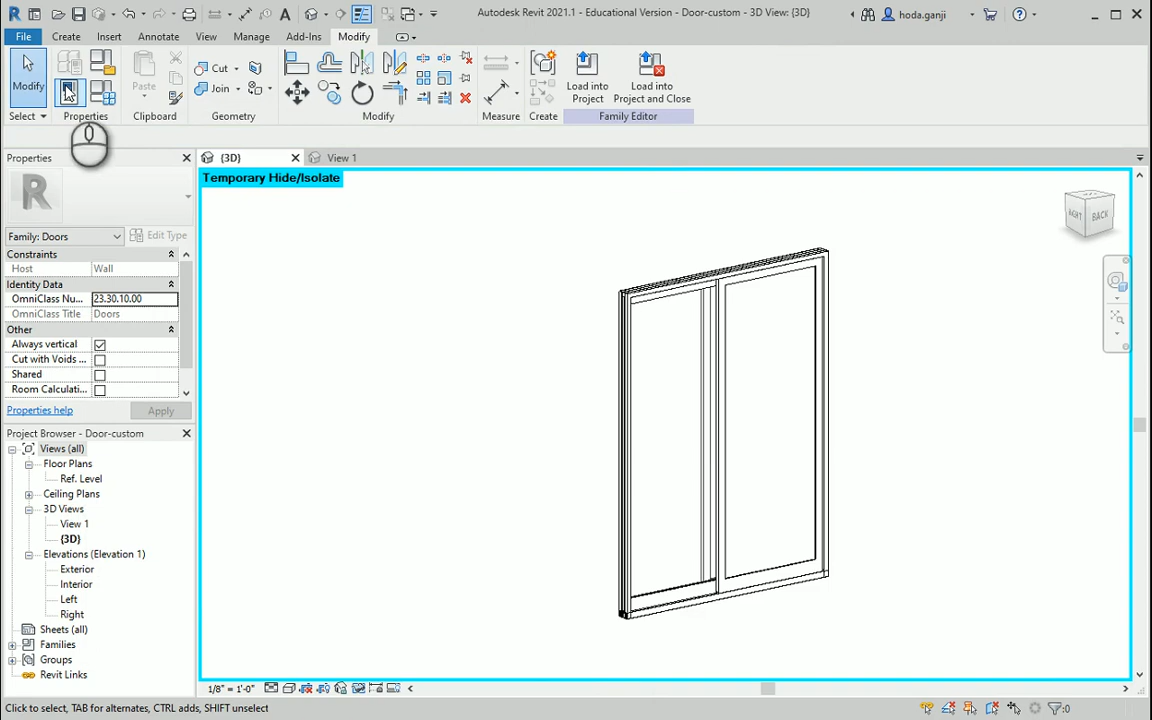 Autodesk Revit 2021.1 - Educational Version - Door-custom - 3D View: {3D}
hoda.ganji
File Create Insert Annotate View Manage Add-Ins Modify
Modify
Paste
Cut
Join
Load into Project
Load into Project and Close
Select Properties Clipboard Geometry Modify Measure Create Family Editor
Properties
{3D}
View 1
Temporary Hide/Isolate
Family: Doors
Edit Type
Constraints
Host Wall
Identity Data
OmniClass Nu... 23.30.10.00
OmniClass Title Doors
Other
Always vertical
Cut with Voids ...
Shared
Room Calculati...
Properties help
Apply
Project Browser - Door-custom
Views (all)
Floor Plans
Ref. Level
Ceiling Plans
3D Views
View 1
{3D}
Elevations (Elevation 1)
Exterior
Interior
Left
Right
Sheets (all)
Families
Groups
Revit Links
RIGHT
BACK
1/8" = 1'-0"
Click to select, TAB for alternates, CTRL adds, SHIFT unselect
:0